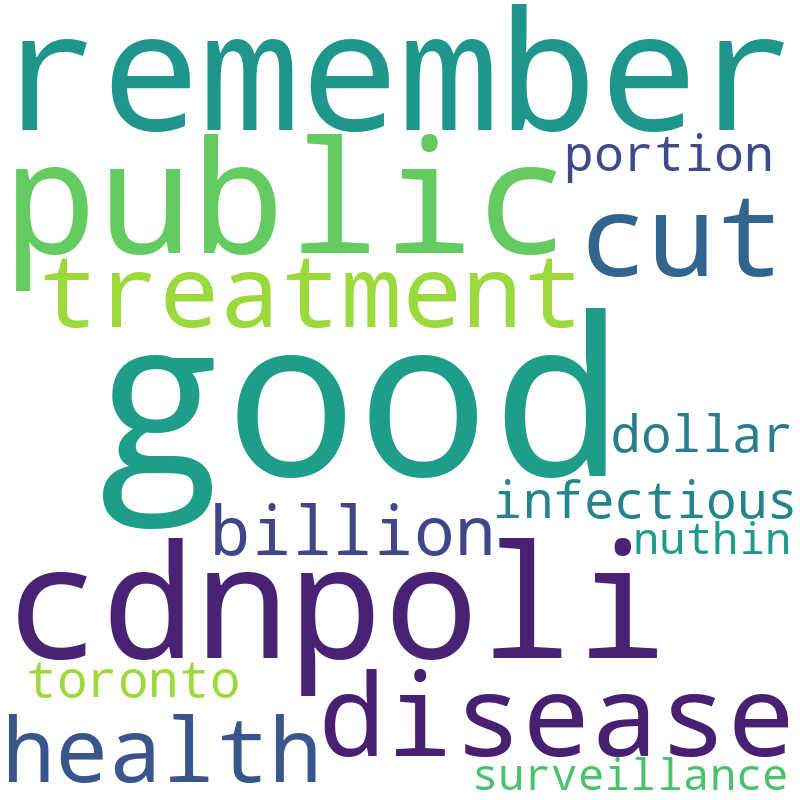 remember
public
portion
cut
treatment
good
dollar
infectious
billion
nuthin
cdnpoli
toronto
disease
health
surveillance